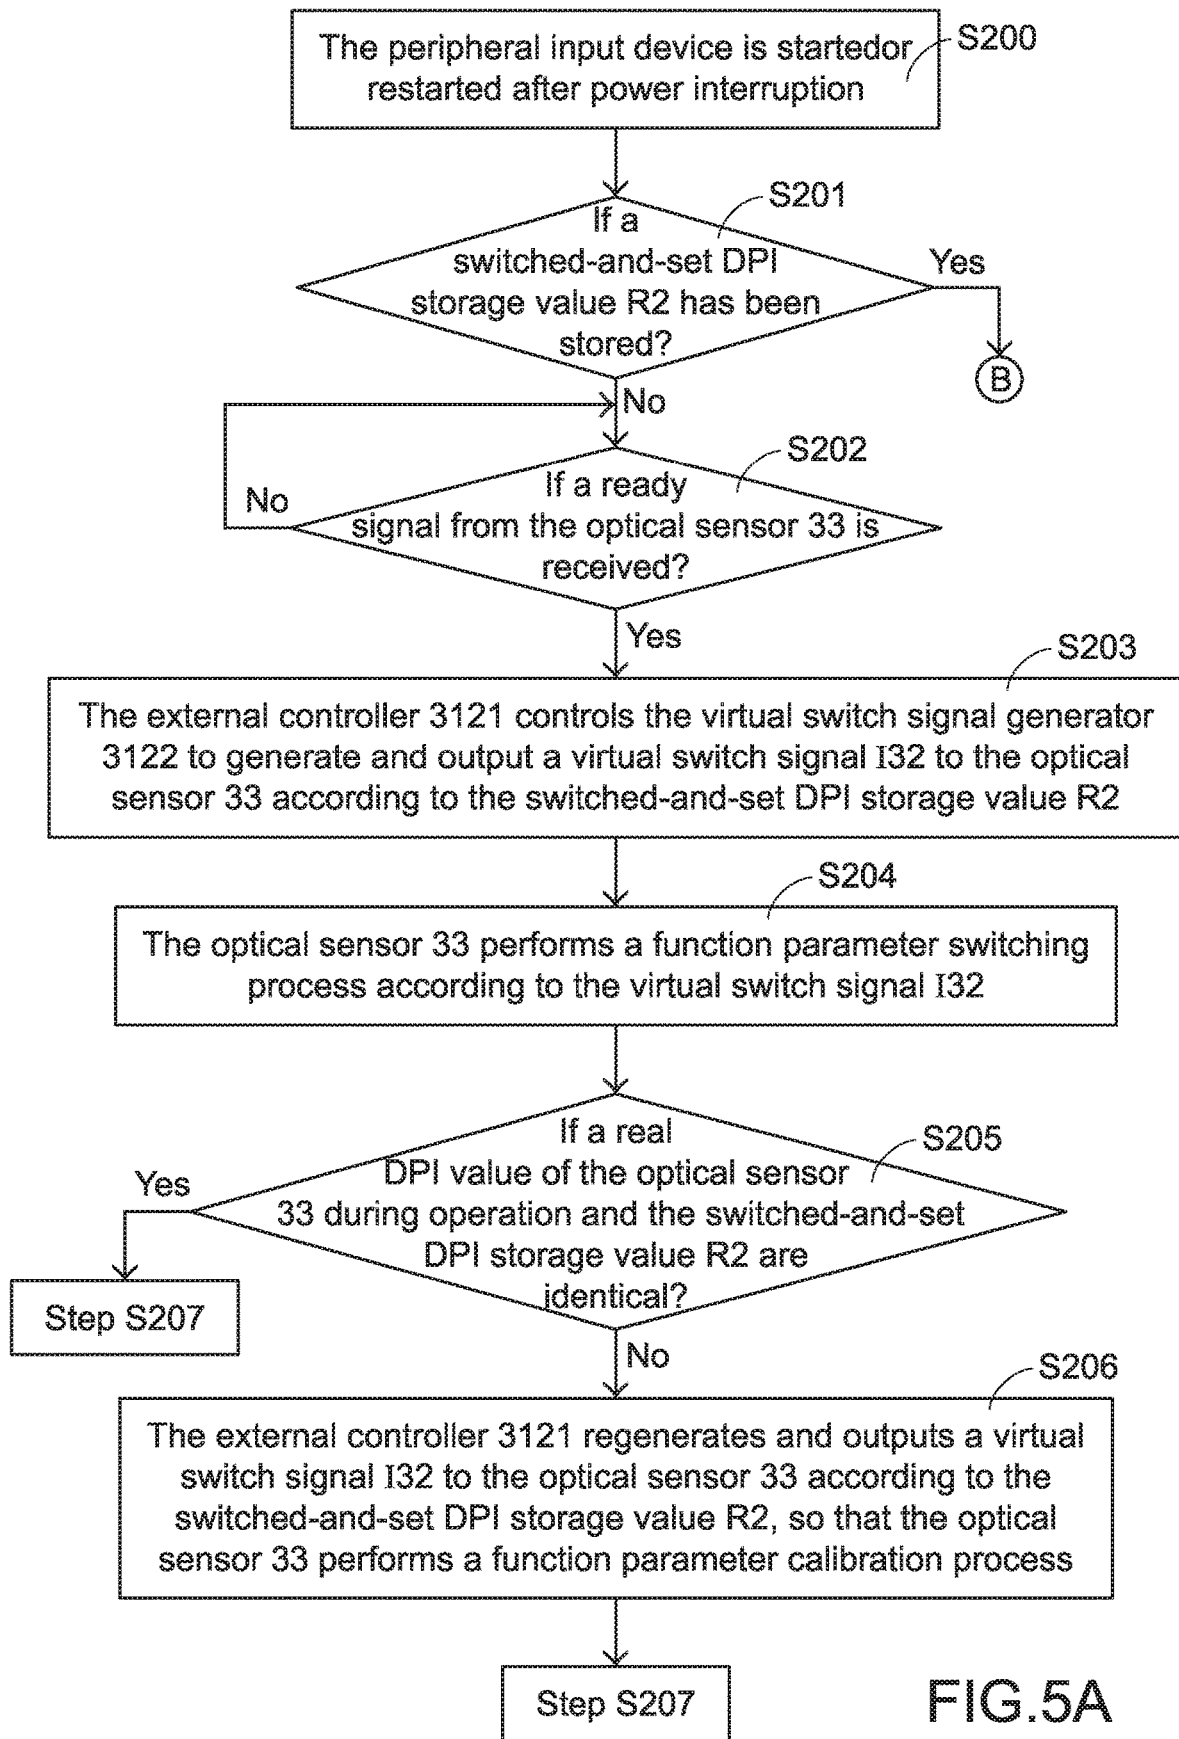 The peripheral input device is startedor
restarted after power interruption
S200
S201
If a
switched-and-set DPI
storage value R2 has been
stored?
Yes
B
No
S202
If a ready
signal from the optical sensor 33 is
received?
No
Yes
S203
The external controller 3121 controls the virtual switch signal generator
3122 to generate and output a virtual switch signal I32 to the optical
sensor 33 according to the switched-and-set DPI storage value R2
S204
The optical sensor 33 performs a function parameter switching
process according to the virtual switch signal I32
S205
If a real
DPI value of the optical sensor
33 during operation and the switched-and-set
DPI storage value R2 are
identical?
Yes
Step S207
No
S206
The external controller 3121 regenerates and outputs a virtual
switch signal I32 to the optical sensor 33 according to the
switched-and-set DPI storage value R2, so that the optical
sensor 33 performs a function parameter calibration process
Step S207
FIG.5A